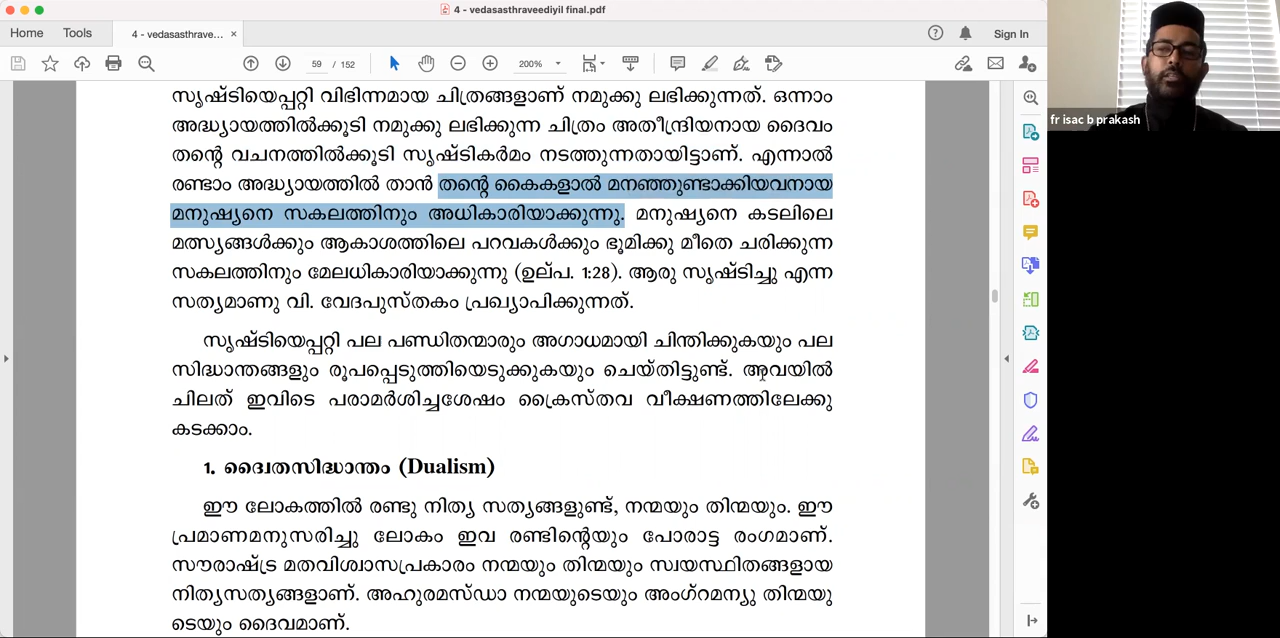 4 - vedasasthraveediyil final.pdf
Home Tools 4 - vedasasthrave... × Sign In
59 / 152 200%
fr isac b prakash
സൃഷ്ടിയെപ്പറ്റി വിഭിന്നമായ ചിത്രങ്ങളാണ് നമുക്കു ലഭിക്കുന്നത്. ഒന്നാം
അദ്ധ്യായത്തിൽക്കൂടി നമുക്കു ലഭിക്കുന്ന ചിത്രം അതീന്ദ്രിയനായ ദൈവം
തന്റെ വചനത്തിൽക്കൂടി സൃഷ്ടികർമം നടത്തുന്നതായിട്ടാണ്. എന്നാൽ
രണ്ടാം അദ്ധ്യായത്തിൽ താൻ തന്റെ കൈകളാൽ മനഞ്ഞുണ്ടാക്കിയവനായ
മനുഷ്യനെ സകലത്തിനും അധികാരിയാക്കുന്നു. മനുഷ്യനെ കടലിലെ
മത്സ്യങ്ങൾക്കും ആകാശത്തിലെ പറവകൾക്കും ഭൂമിക്കു മീതെ ചരിക്കുന്ന
സകലത്തിനും മേലധികാരിയാക്കുന്നു (ഉല്പ. 1:28). ആരു സൃഷ്ടിച്ചു എന്ന
സത്യമാണു വി. വേദപുസ്തകം പ്രഖ്യാപിക്കുന്നത്.
സൃഷ്ടിയെപ്പറ്റി പല പണ്ഡിതന്മാരും അഗാധമായി ചിന്തിക്കുകയും പല
സിദ്ധാന്തങ്ങളും രൂപപ്പെടുത്തിയെടുക്കുകയും ചെയ്തിട്ടുണ്ട്. അവയിൽ
ചിലത് ഇവിടെ പരാമർശിച്ചശേഷം ക്രൈസ്തവ വീക്ഷണത്തിലേക്കു
കടക്കാം.
1. ദ്വൈതസിദ്ധാന്തം (Dualism)
ഈ ലോകത്തിൽ രണ്ടു നിത്യ സത്യങ്ങളുണ്ട്, നന്മയും തിന്മയും. ഈ
പ്രമാണമനുസരിച്ചു ലോകം ഇവ രണ്ടിന്റെയും പോരാട്ട രംഗമാണ്.
സൗരാഷ്ട്ര മതവിശ്വാസപ്രകാരം നന്മയും തിന്മയും സ്വയസ്ഥിതങ്ങളായ
നിത്യസത്യങ്ങളാണ്. അഹുരമസ്ഡാ നന്മയുടെയും അംഗ്റമന്യു തിന്മയു
ടെയും ദൈവമാണ്.